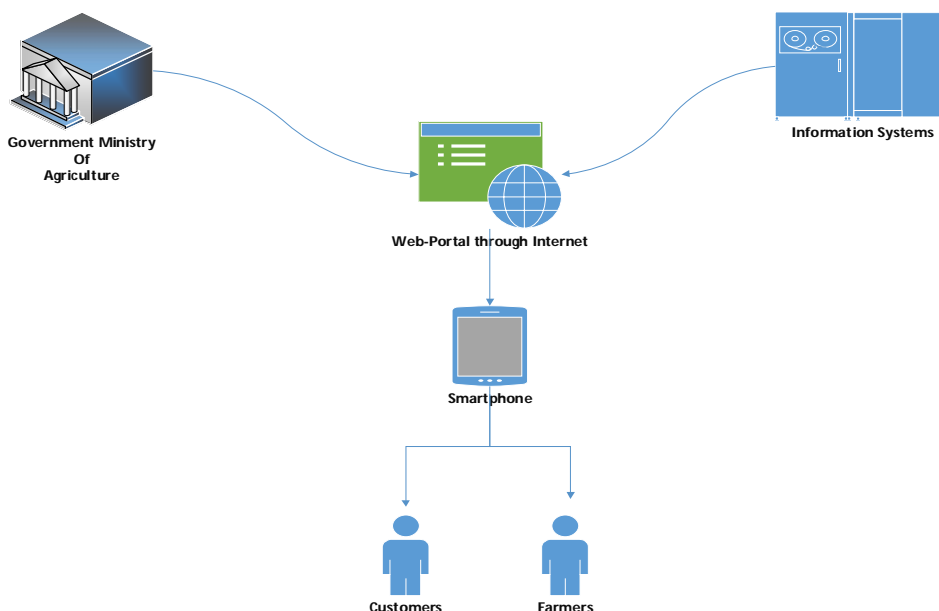 Government Ministry
Of
Agriculture
Information Systems
Web-Portal through Internet
Smartphone
Customers
Farmers